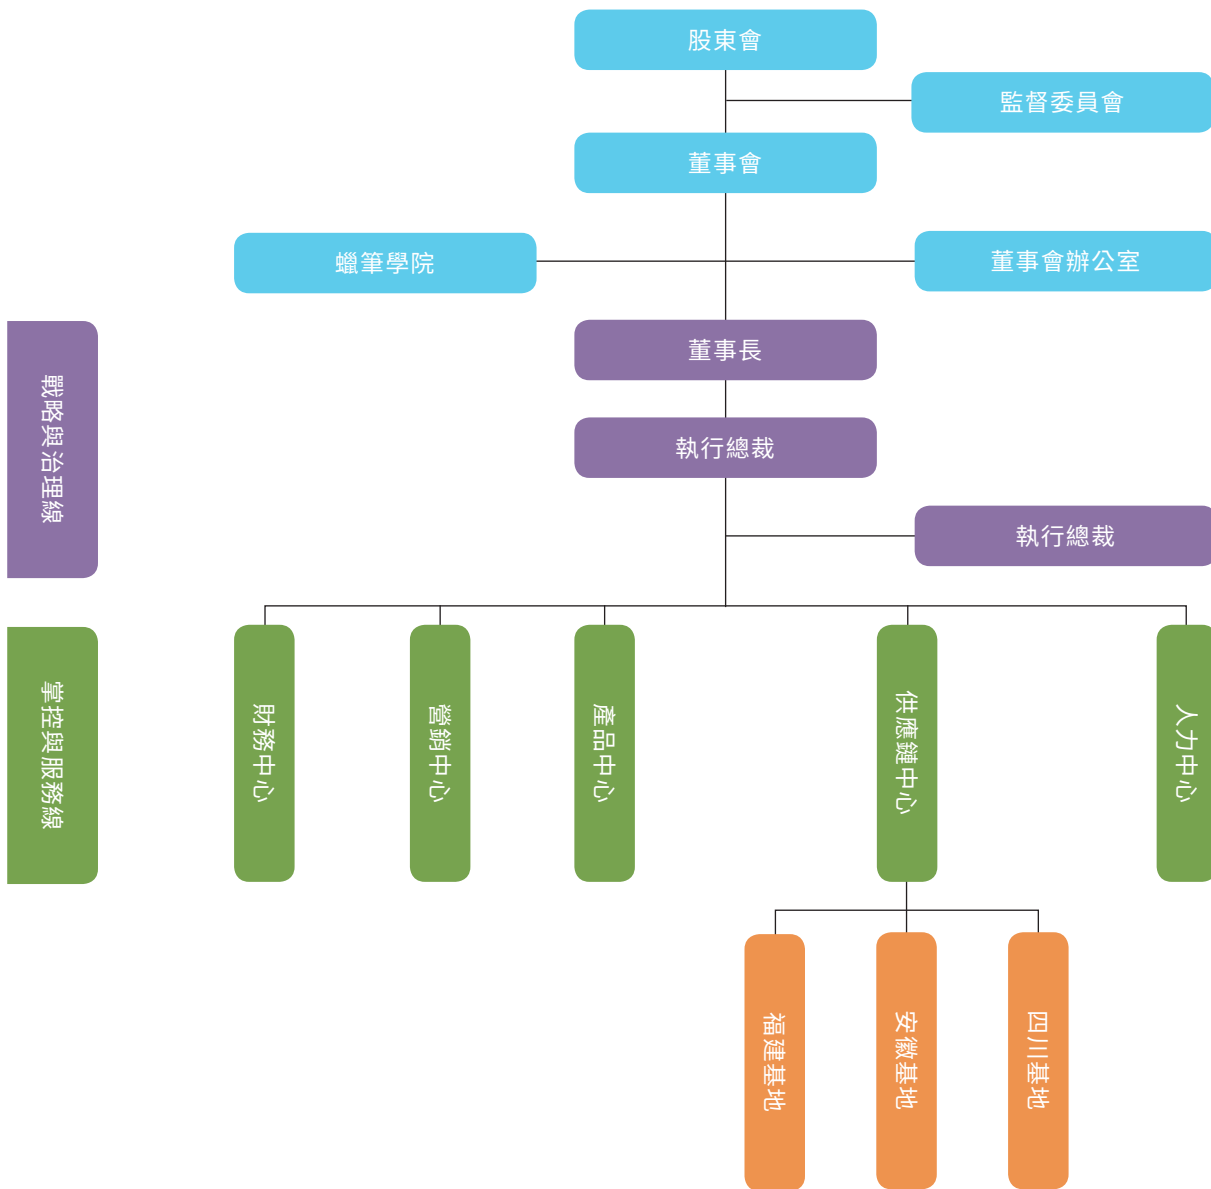 股東會
監督委員會
董事會
蠟筆學院
董事會辦公室
董事長
執行總裁
執行總裁
戰略與治理線
掌控與服務線
財務中心
營銷中心
產品中心
供應鏈中心
人力中心
福建基地
安徽基地
四川基地